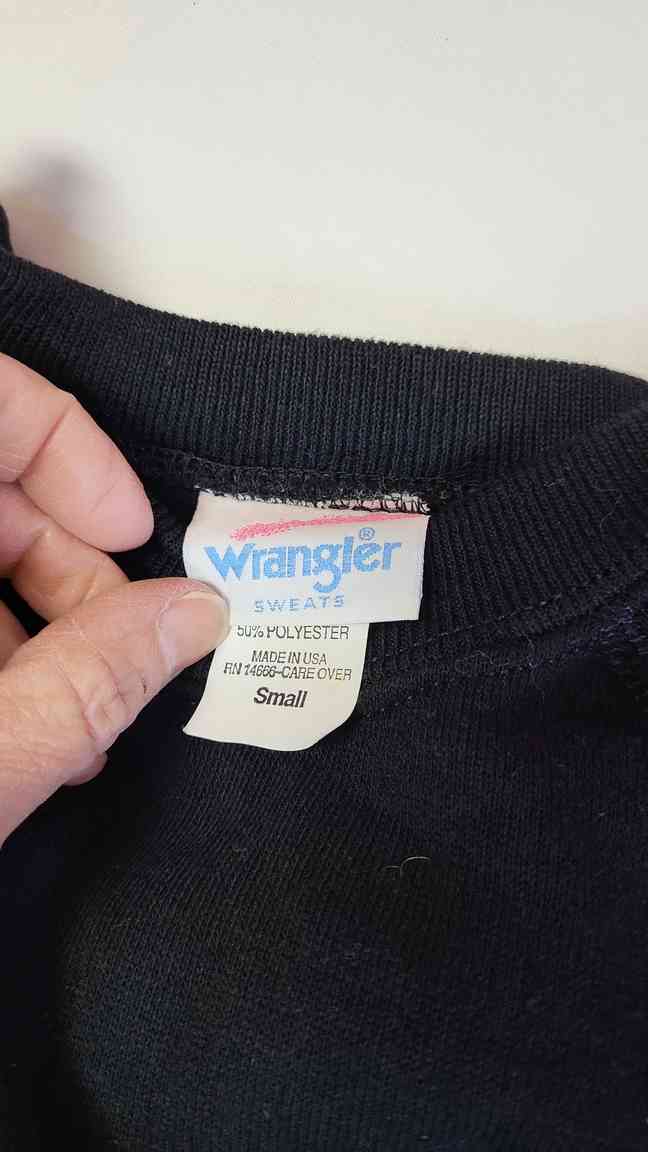 Wrangler®
SWEATS
50% POLYESTER
MADE IN USA
RN 14666-CARE OVER
Small